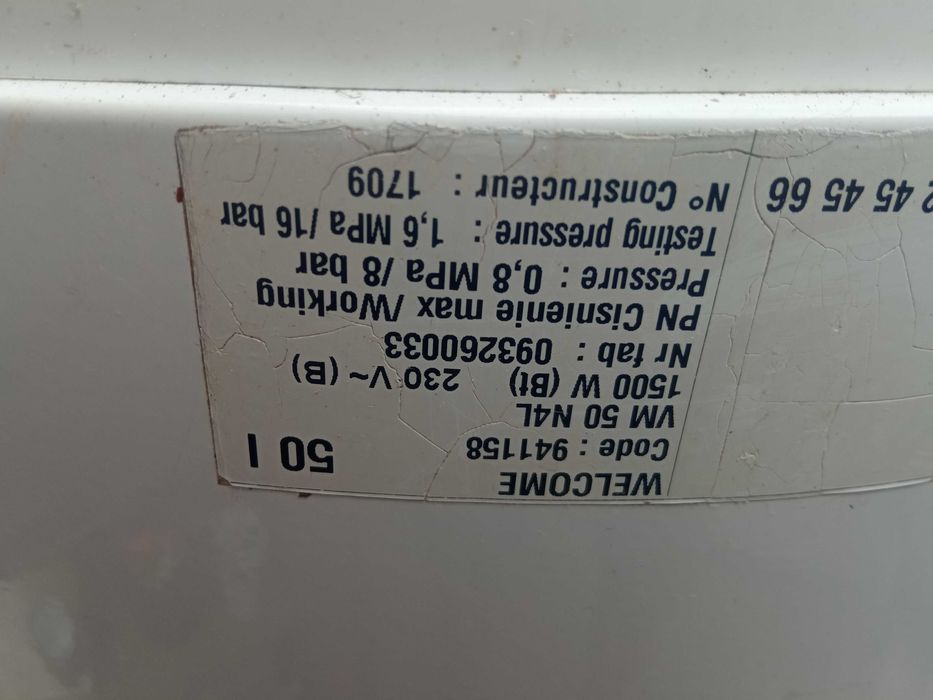 WELCOME
Code : 941158
50 l
VM 50 N4L
1500 W (Bt) 230 V~ (B)
Nr fab : 093260033
PN Cisnienie max /Working
Pressure : 0,8 MPa /8 bar
Testing pressure : 1,6 MPa /16 bar
N° Constructeur : 1709
2 45 45 66